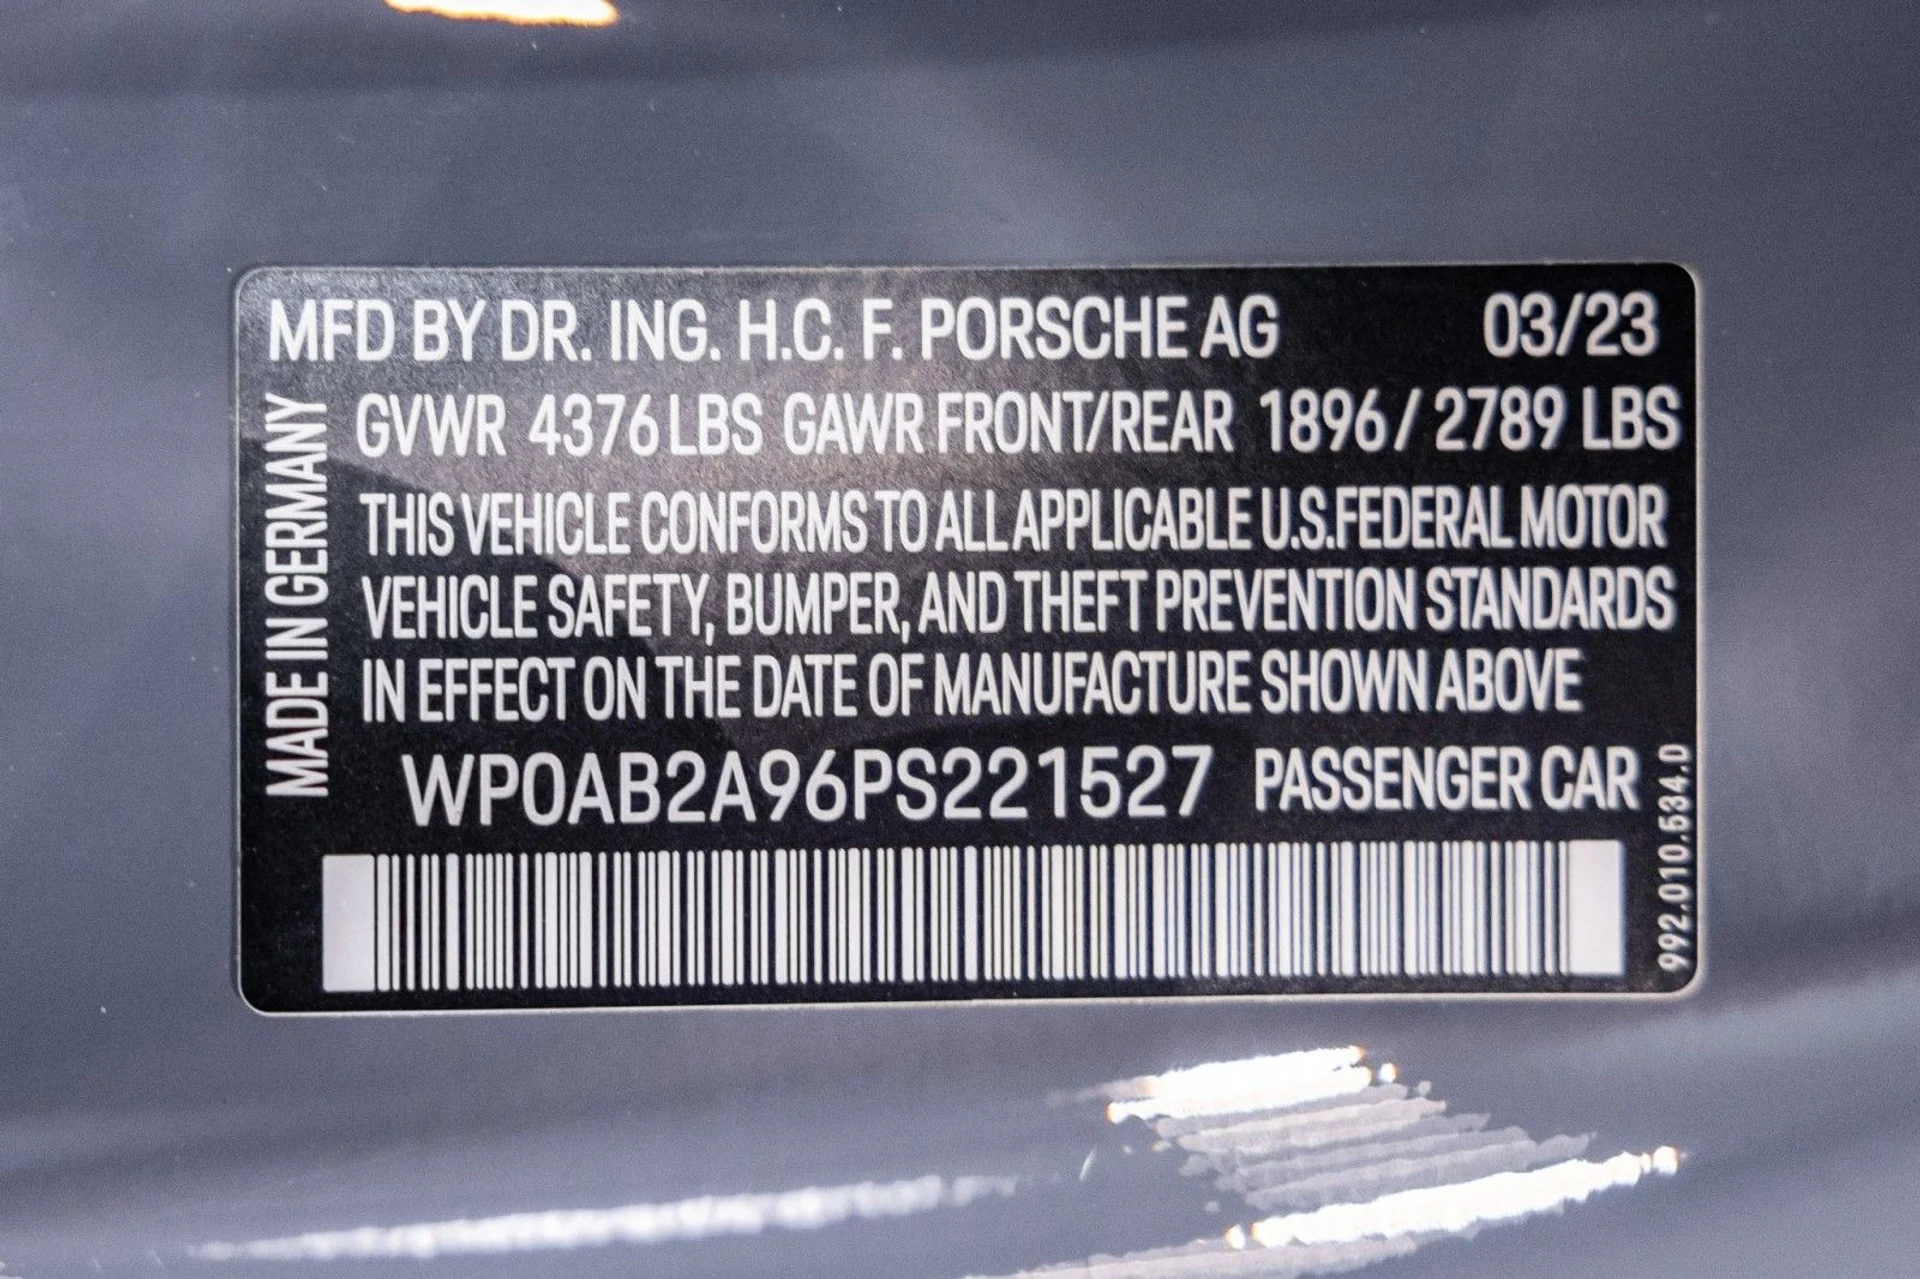 MFD BY DR. ING. H.C. F. PORSCHE AG 03/23
GVWR 4376LBS GAWR FRONT/REAR 1896/2789 LBS
THIS VEHICLE CONFORMS TO ALL APPLICABLE U.S.FEDERAL MOTOR
VEHICLE SAFETY, BUMPER, AND THEFT PREVENTION STANDARDS
IN EFFECT ON THE DATE OF MANUFACTURE SHOWN ABOVE
WP0AB2A96PS221527 PASSENGER CAR
MADE IN GERMANY
992.010.534.D